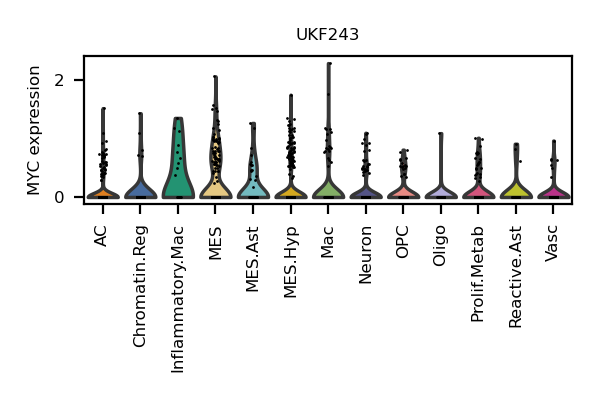 UKF243
MYC expression
2
0
AC
Chromatin.Reg
Inflammatory.Mac
MES
MES.Ast
MES.Hyp
Mac
Neuron
OPC
Oligo
Prolif.Metab
Reactive.Ast
Vasc